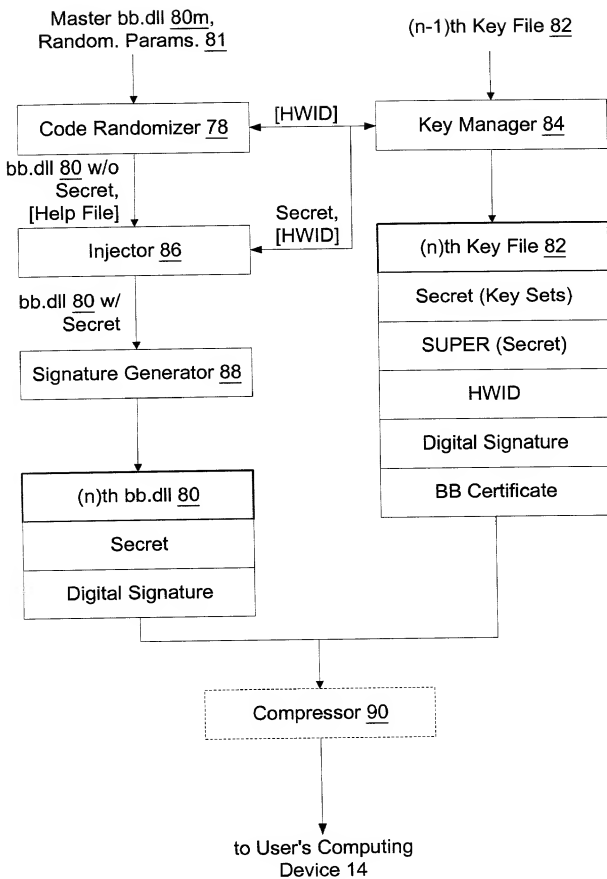 Master bb.dll 80m,
Random. Params. 81
(n-1)th Key File 82
Code Randomizer 78
[HWID]
Key Manager 84
bb.dll 80 w/o
Secret,
[Help File]
Secret,
[HWID]
Injector 86
(n)th Key File 82
Secret (Key Sets)
SUPER (Secret)
HWID
Digital Signature
BB Certificate
bb.dll 80 w/
Secret
Signature Generator 88
(n)th bb.dll 80
Secret
Digital Signature
Compressor 90
to User's Computing
Device 14